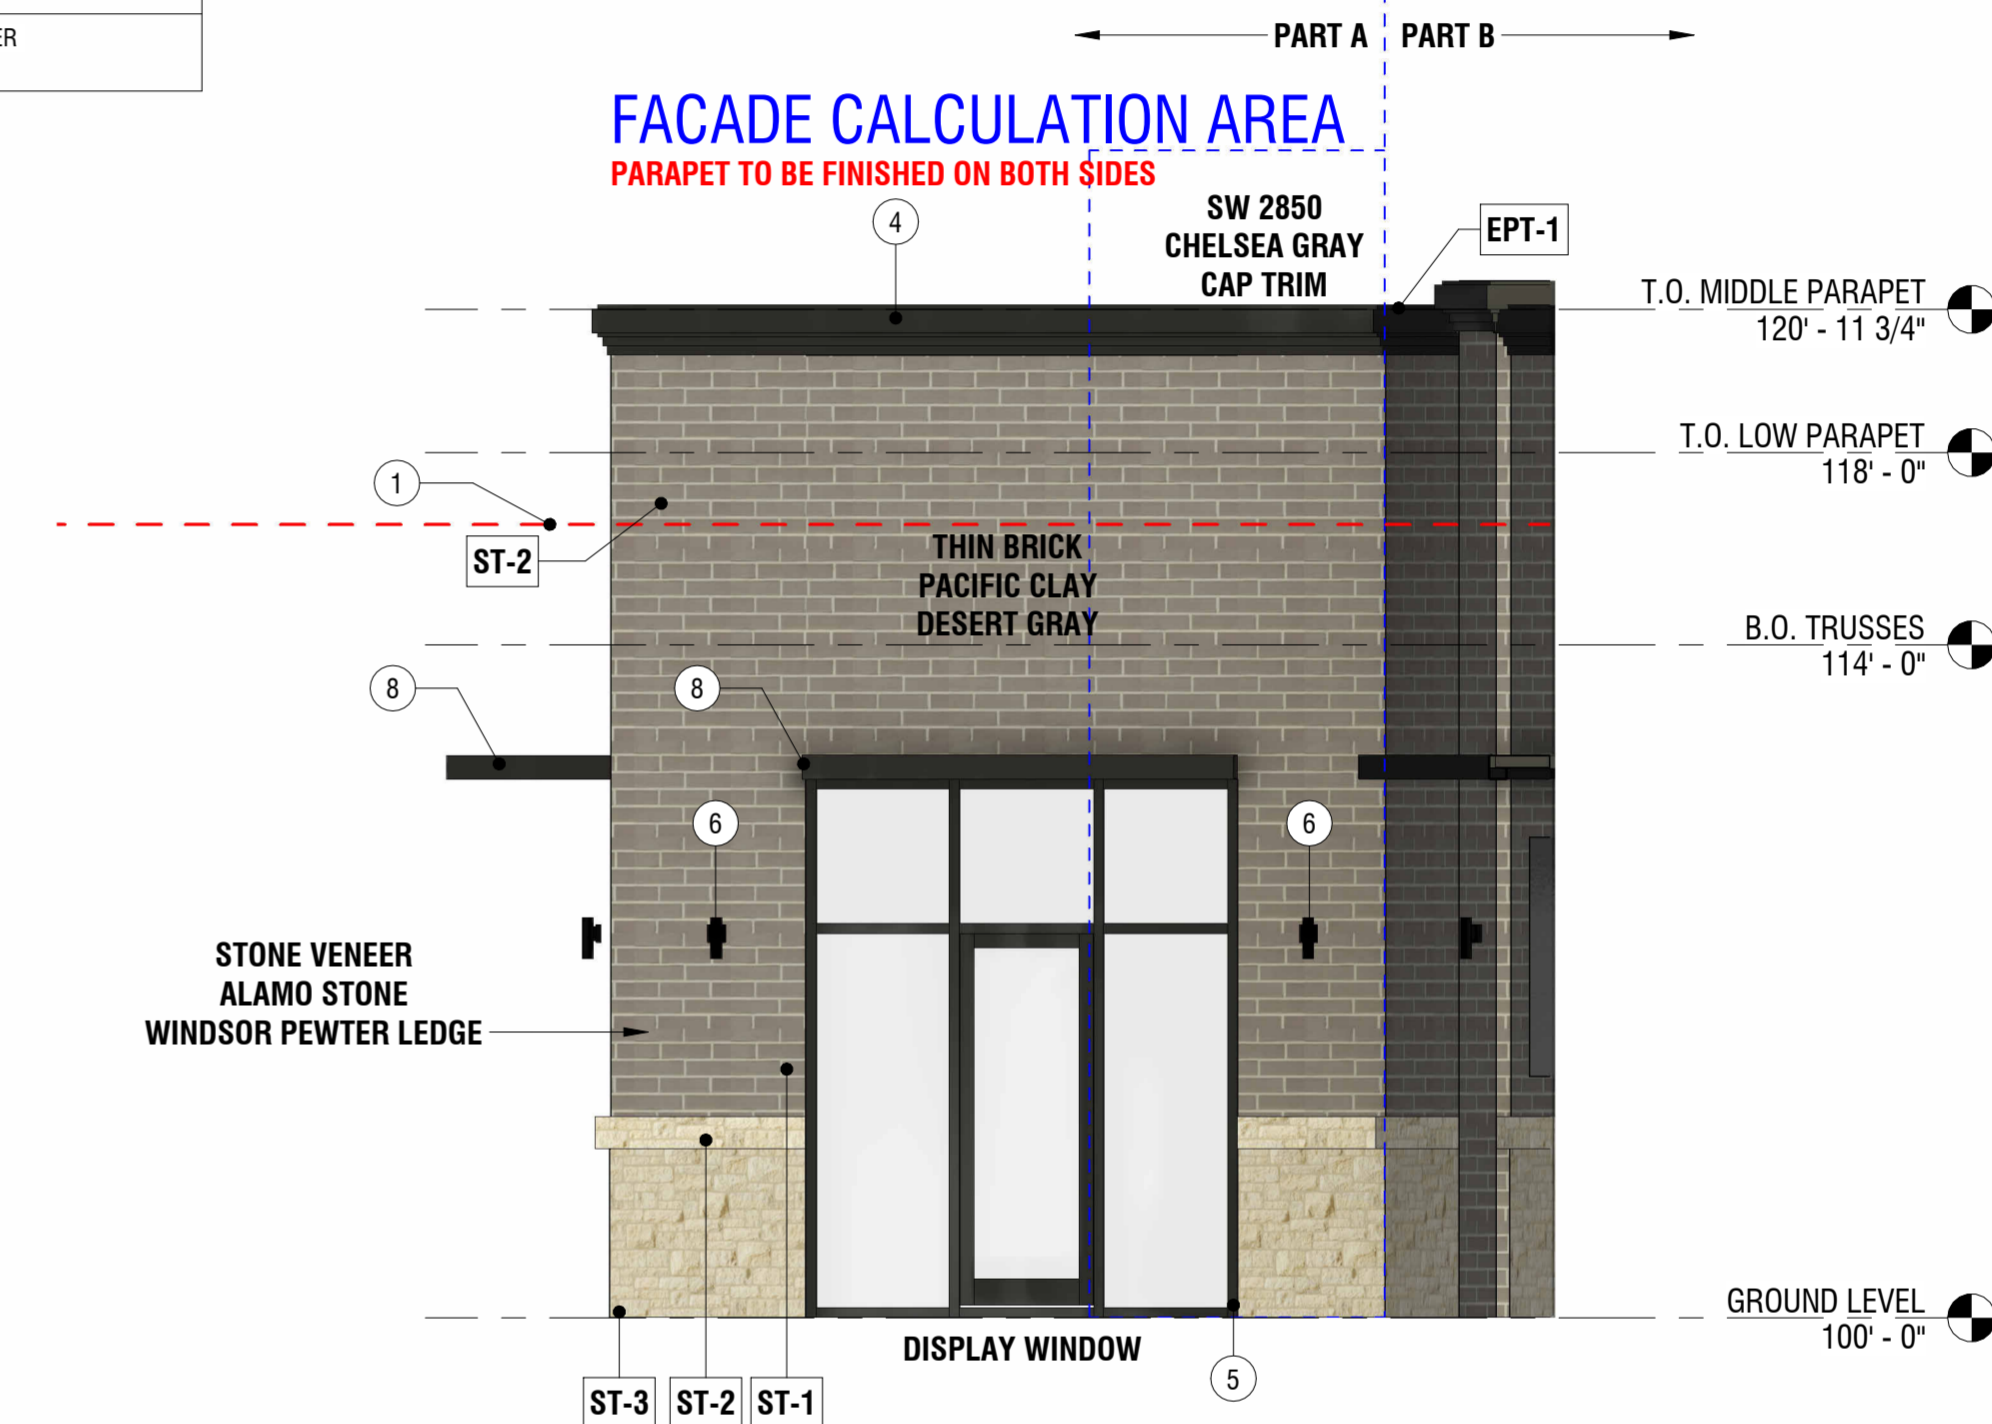 ER
PART A
PART B
FACADE CALCULATION AREA
PARAPET TO BE FINISHED ON BOTH SIDES
4
SW 2850
CHELSEA GRAY
CAP TRIM
EPT-1
T.O. MIDDLE PARAPET
120' - 11 3/4"
T.O. LOW PARAPET
118' - 0"
1
ST-2
THIN BRICK
PACIFIC CLAY
DESERT GRAY
B.O. TRUSSES
114' - 0"
8
8
6
6
STONE VENEER
ALAMO STONE
WINDSOR PEWTER LEDGE
GROUND LEVEL
100' - 0"
DISPLAY WINDOW
5
ST-3
ST-2
ST-1